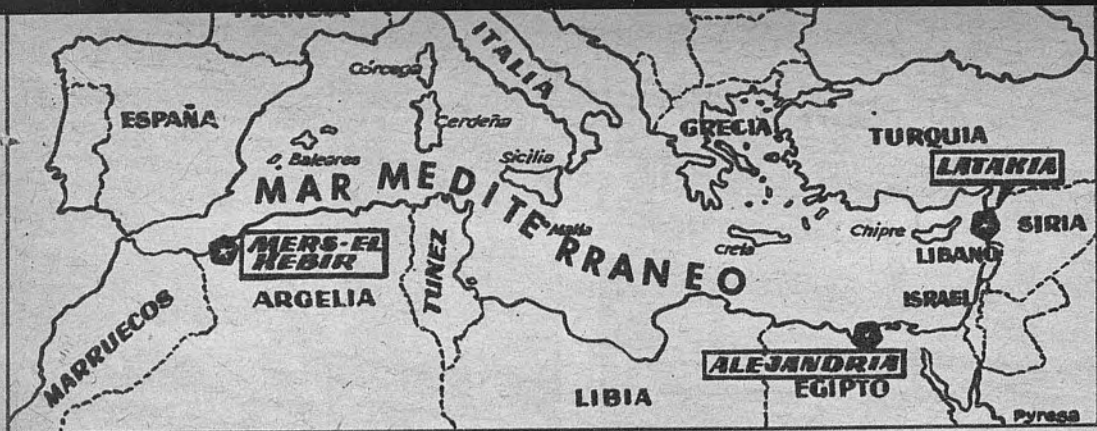 FRANCIA
ITALIA
Córcega
ESPAÑA
Cerdeña
GRECIA
TURQUIA
Baleares
Sicilia
LATAKIA
MAR MEDITERRANEO
Malta
Creta
Chipre
SIRIA
LIBANO
MERS-EL
KEBIR
TUNEZ
ISRAEL
ARGELIA
MARRUECOS
ALEJANDRIA
EGIPTO
LIBIA
Pyresa